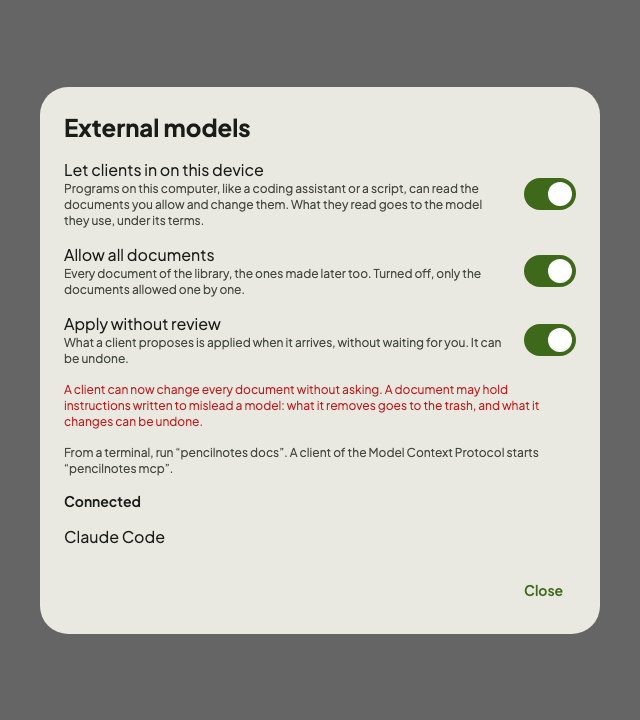 External models
Let clients in on this device
Programs on this computer, like a coding assistant or a script, can read the
documents you allow and change them. What they read goes to the model
they use, under its terms.
Allow all documents
Every document of the library, the ones made later too. Turned off, only the
documents allowed one by one.
Apply without review
What a client proposes is applied when it arrives, without waiting for you. It can
be undone.
A client can now change every document without asking. A document may hold
instructions written to mislead a model: what it removes goes to the trash, and what it
changes can be undone.
From a terminal, run “pencilnotes docs”. A client of the Model Context Protocol starts
“pencilnotes mcp”.
Connected
Claude Code
Close